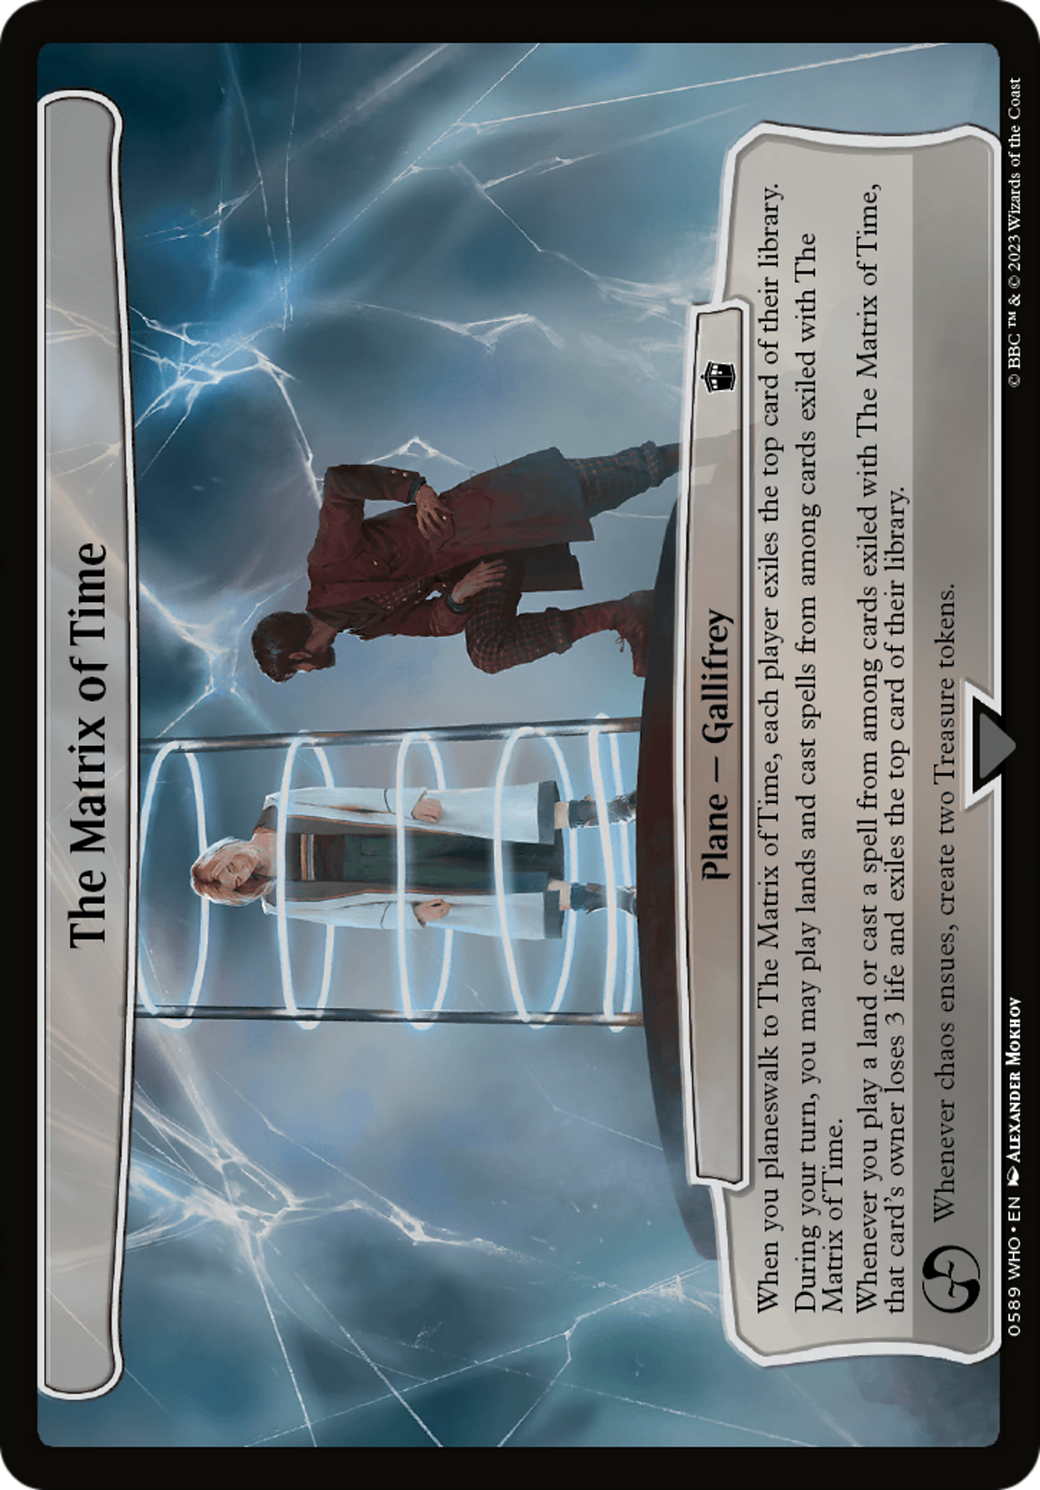 The Matrix of Time
Plane — Gallifrey
When you planeswalk to The Matrix of Time, each player exiles the top card of their library.
During your turn, you may play lands and cast spells from among cards exiled with The
Matrix of Time.
Whenever you play a land or cast a spell from among cards exiled with The Matrix of Time,
that card's owner loses 3 life and exiles the top card of their library.
Whenever chaos ensues, create two Treasure tokens.
0589 WHO • EN Alexander Mokhov
© BBC ™ & © 2023 Wizards of the Coast